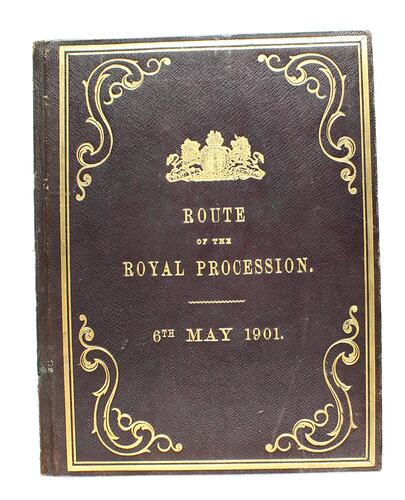 ROUTE
OF THE
ROYAL PROCESSION.
6TH MAY 1901.